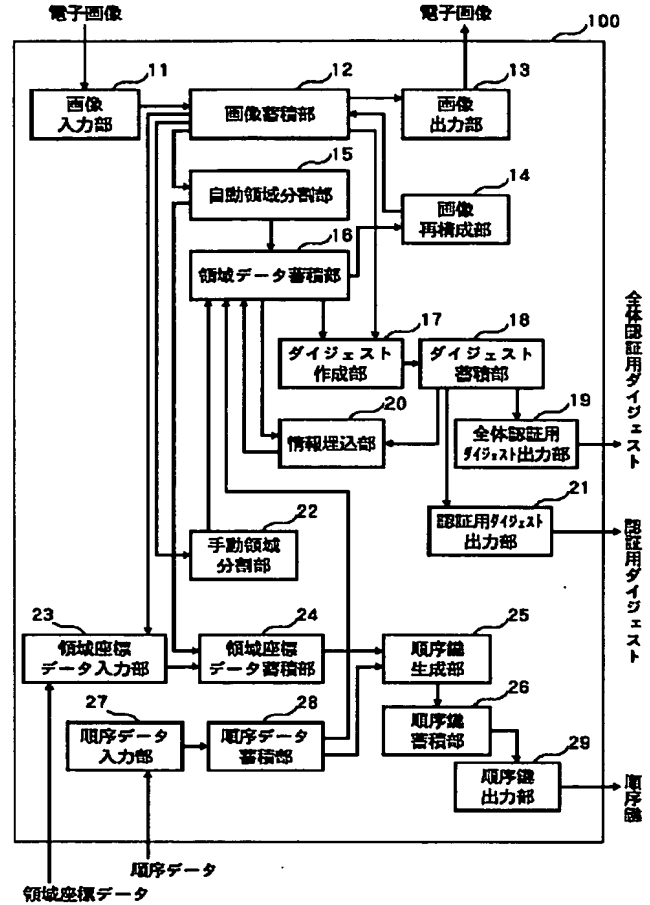 電子画像
電子画像
100
11
画像
入力部
12
画像蓄積部
13
画像
出力部
15
自動領域分割部
14
画像
再構成部
16
領域データ蓄積部
17
ダイジェスト
作成部
18
ダイジェスト
蓄積部
全体認証用ダイジェスト
20
情報埋込部
19
全体認証用
ダイジェスト出力部
21
認証用ダイジェスト
出力部
認証用ダイジェスト
22
手動領域
分割部
23
領域座標
データ入力部
24
領域座標
データ蓄積部
25
順序鍵
生成部
26
順序鍵
蓄積部
27
順序データ
入力部
28
順序データ
蓄積部
29
順序鍵
出力部
順序鍵
順序データ
領域座標データ